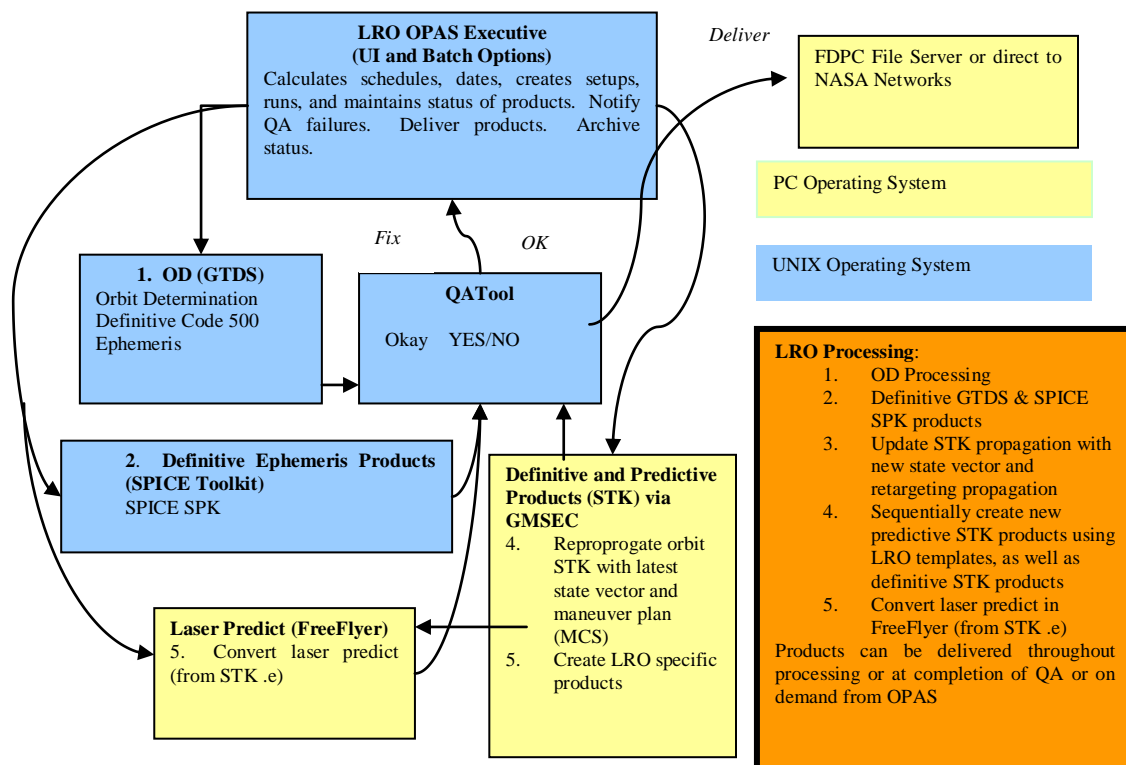 LRO OPAS Executive
(UI and Batch Options)
Calculates schedules, dates, creates setups,
runs, and maintains status of products. Notify
QA failures. Deliver products. Archive
status.
Deliver
FDPC File Server or direct to
NASA Networks
PC Operating System
UNIX Operating System
Fix
OK
1. OD (GTDS)
Orbit Determination
Definitive Code 500
Ephemeris
QATool
Okay YES/NO
2. Definitive Ephemeris Products
(SPICE Toolkit)
SPICE SPK
Definitive and Predictive
Products (STK) via
GMSEC
4. Reproprogate orbit
STK with latest
state vector and
maneuver plan
(MCS)
5. Create LRO specific
products
Laser Predict (FreeFlyer)
5. Convert laser predict
(from STK .e)
LRO Processing:
1. OD Processing
2. Definitive GTDS & SPICE
SPK products
3. Update STK propagation with
new state vector and
retargeting propagation
4. Sequentially create new
predictive STK products using
LRO templates, as well as
definitive STK products
5. Convert laser predict in
FreeFlyer (from STK .e)
Products can be delivered throughout
processing or at completion of QA or on
demand from OPAS